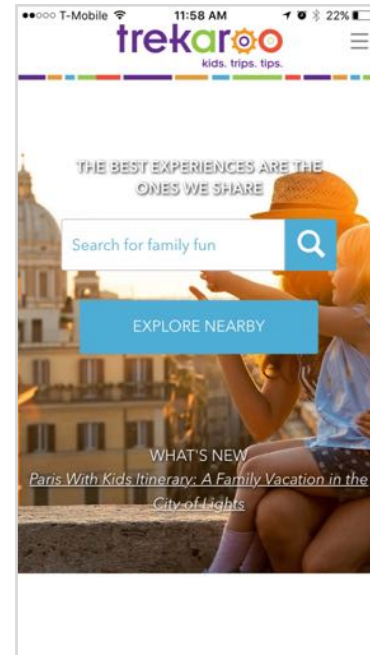 T-Mobile 11:58 AM 22%
trekaroo
kids. trips. tips.
THE BEST EXPERIENCES ARE THE
ONES WE SHARE
Search for family fun
EXPLORE NEARBY
WHAT'S NEW
Paris With Kids Itinerary: A Family Vacation in the
City of Lights